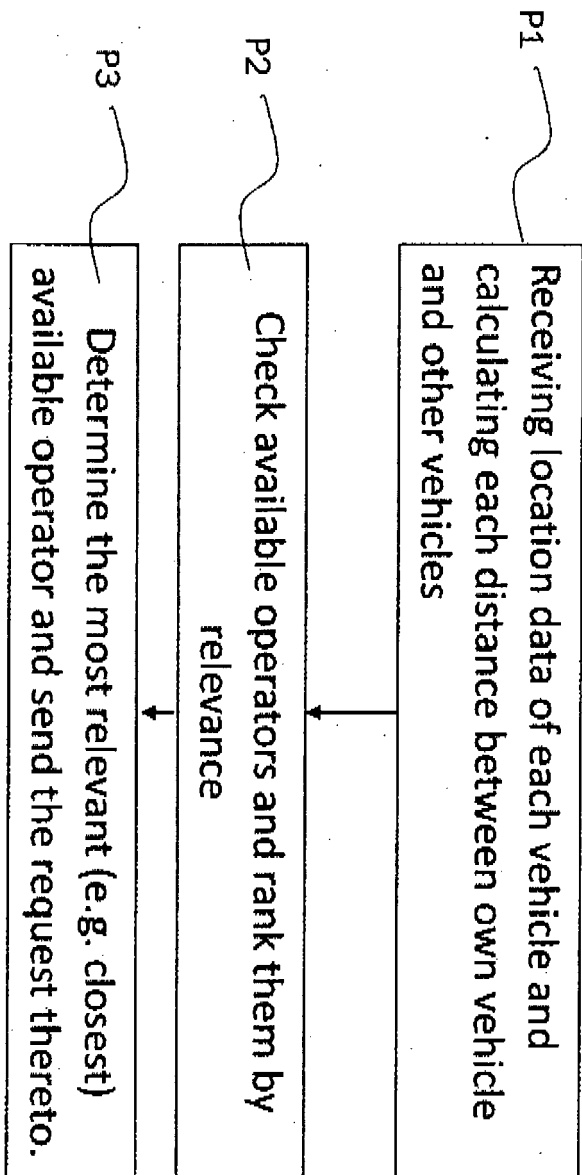 P1
Receiving location data of each vehicle and
calculating each distance between own vehicle
and other vehicles
P2
Check available operators and rank them by
relevance
P3
Determine the most relevant (e.g. closest)
available operator and send the request thereto.